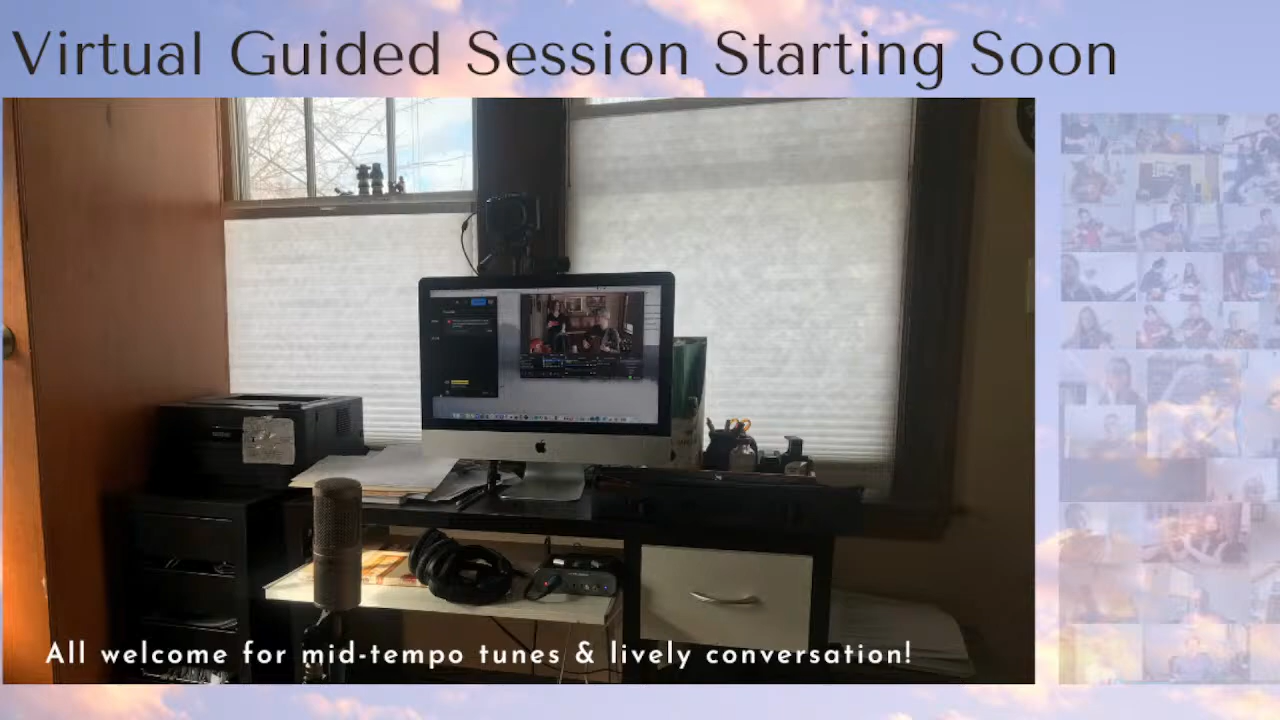 Virtual Guided Session Starting Soon
All welcome for mid-tempo tunes & lively conversation!